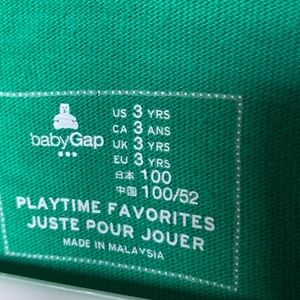 babyGap
US 3 YRS
CA 3 ANS
UK 3 YRS
EU 3 YRS
日本 100
中国 100/52
PLAYTIME FAVORITES
JUSTE POUR JOUER
MADE IN MALAYSIA